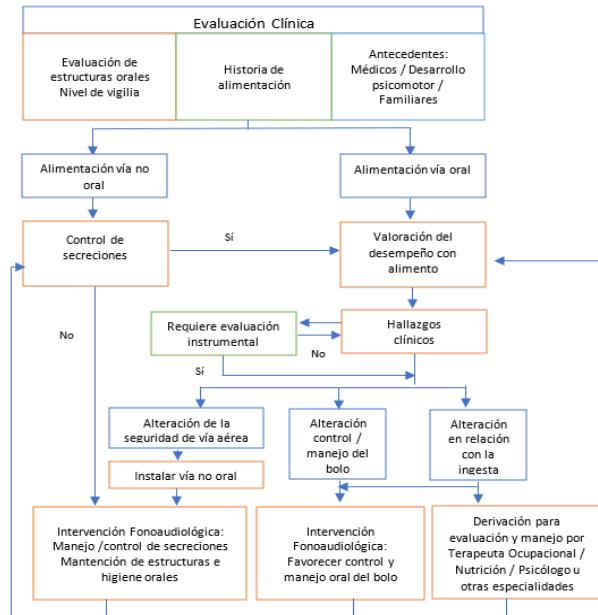 Evaluación Clínica
Evaluación de
estructuras orales
Nivel de vigilia
Historia de
alimentación
Antecedentes:
Médicos / Desarrollo
psicomotor /
Familiares
Alimentación vía no
oral
Alimentación vía oral
Control de
secreciones
Sí
Valoración del
desempeño con
alimento
No
Requiere evaluación
instrumental
No
Sí
Hallazgos
clínicos
Alteración de la
seguridad de vía aérea
Alteración
control /
manejo del
bolo
Alteración
en relación
con la
ingesta
Instalar vía no oral
Intervención Fonoaudiológica:
Manejo /control de secreciones
Mantención de estructuras e
higiene orales
Intervención
Fonoaudiológica:
Favorecer control y
manejo oral del bolo
Derivación para
evaluación y manejo por
Terapeuta Ocupacional /
Nutrición / Psicólogo u
otras especialidades